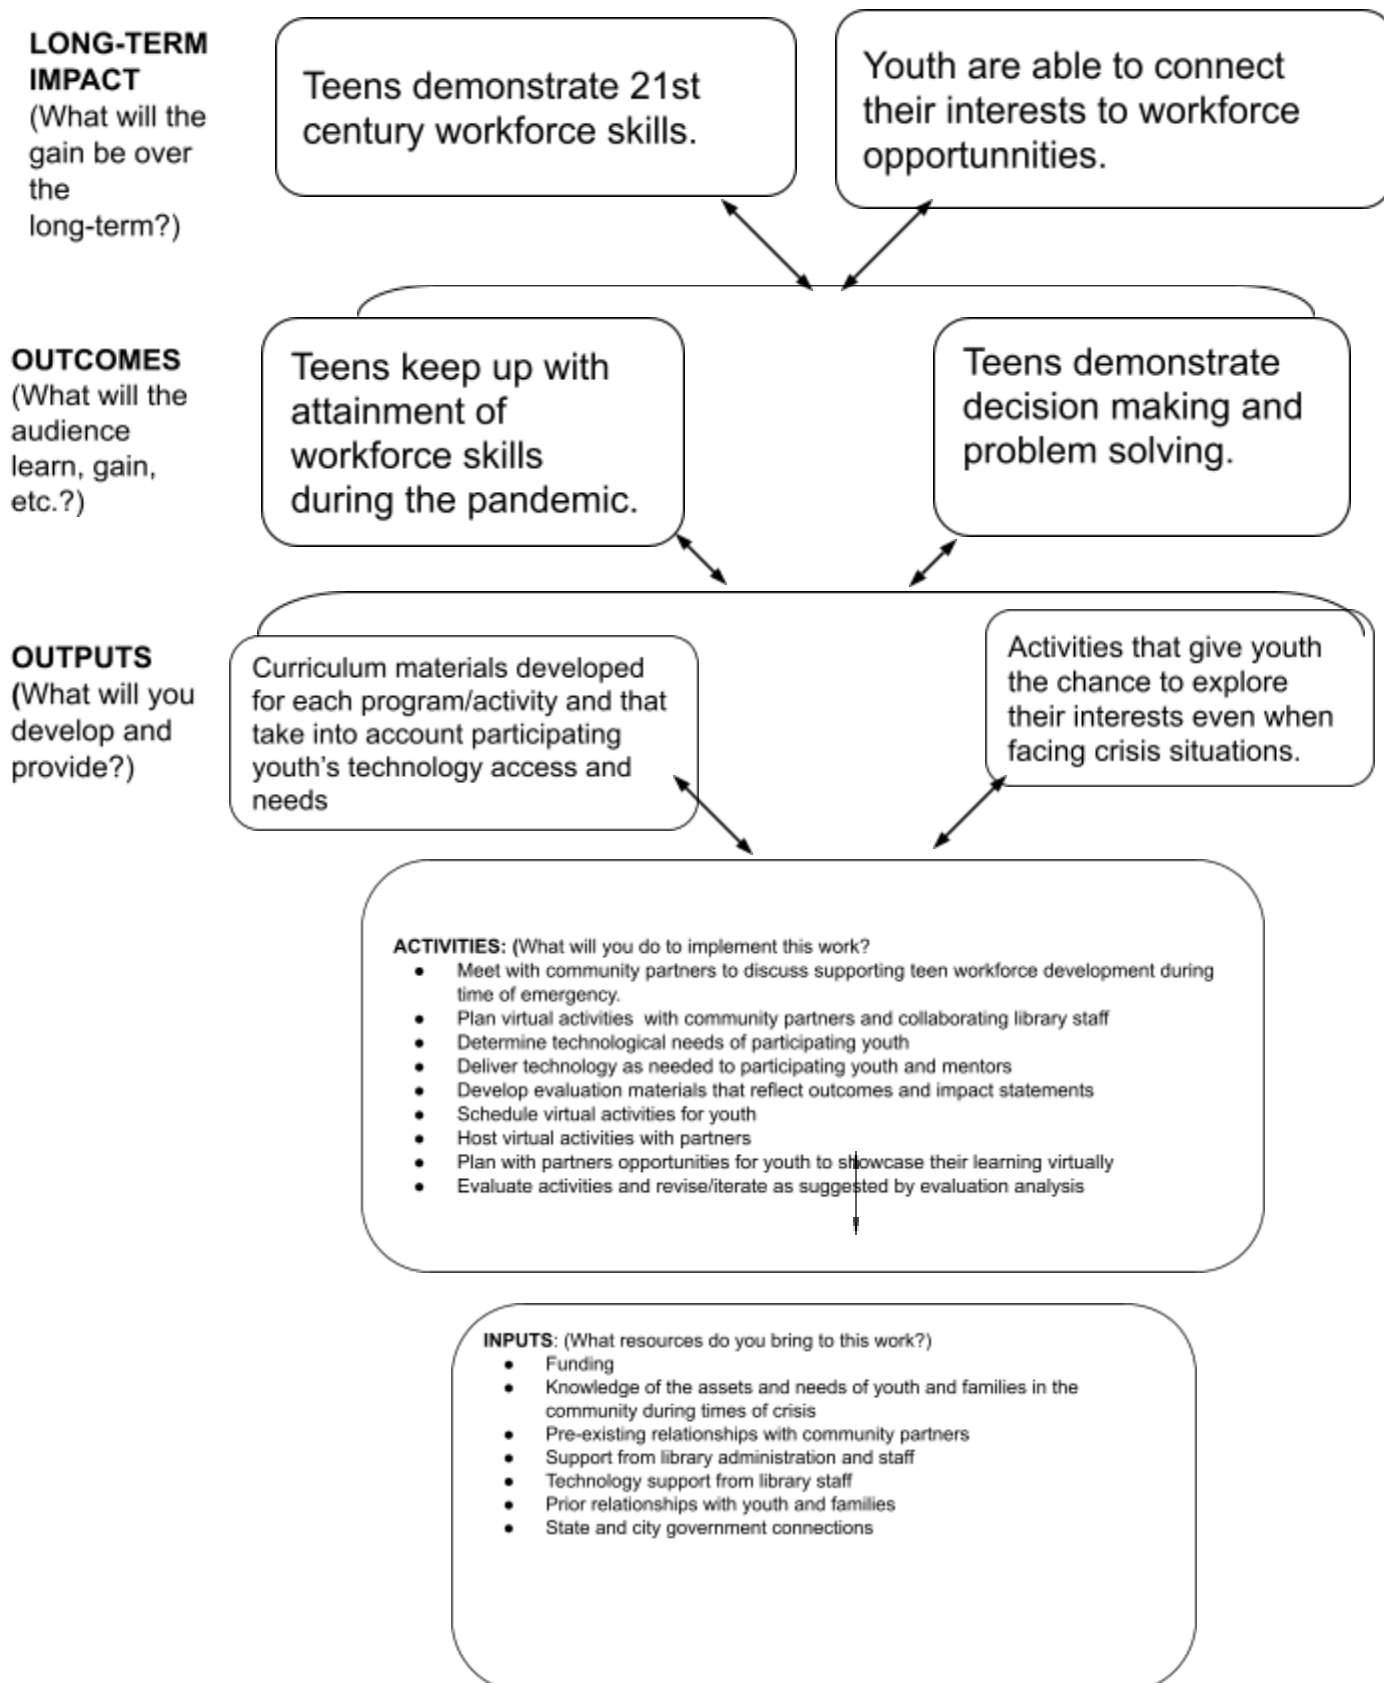 LONG-TERM
IMPACT
(What will the
gain be over
the
long-term?)
Teens demonstrate 21st
century workforce skills.
Youth are able to connect
their interests to workforce
opportunnities.
OUTCOMES
(What will the
audience
learn, gain,
etc.?)
Teens keep up with
attainment of
workforce skills
during the pandemic.
Teens demonstrate
decision making and
problem solving.
OUTPUTS
(What will you
develop and
provide?)
Curriculum materials developed
for each program/activity and that
take into account participating
youth's technology access and
needs
Activities that give youth
the chance to explore
their interests even when
facing crisis situations.
ACTIVITIES: (What will you do to implement this work?
● Meet with community partners to discuss supporting teen workforce development during
time of emergency.
● Plan virtual activities with community partners and collaborating library staff
● Determine technological needs of participating youth
● Deliver technology as needed to participating youth and mentors
● Develop evaluation materials that reflect outcomes and impact statements
● Schedule virtual activities for youth
● Host virtual activities with partners
● Plan with partners opportunities for youth to showcase their learning virtually
● Evaluate activities and revise/iterate as suggested by evaluation analysis
INPUTS: (What resources do you bring to this work?)
● Funding
● Knowledge of the assets and needs of youth and families in the
community during times of crisis
● Pre-existing relationships with community partners
● Support from library administration and staff
● Technology support from library staff
● Prior relationships with youth and families
● State and city government connections